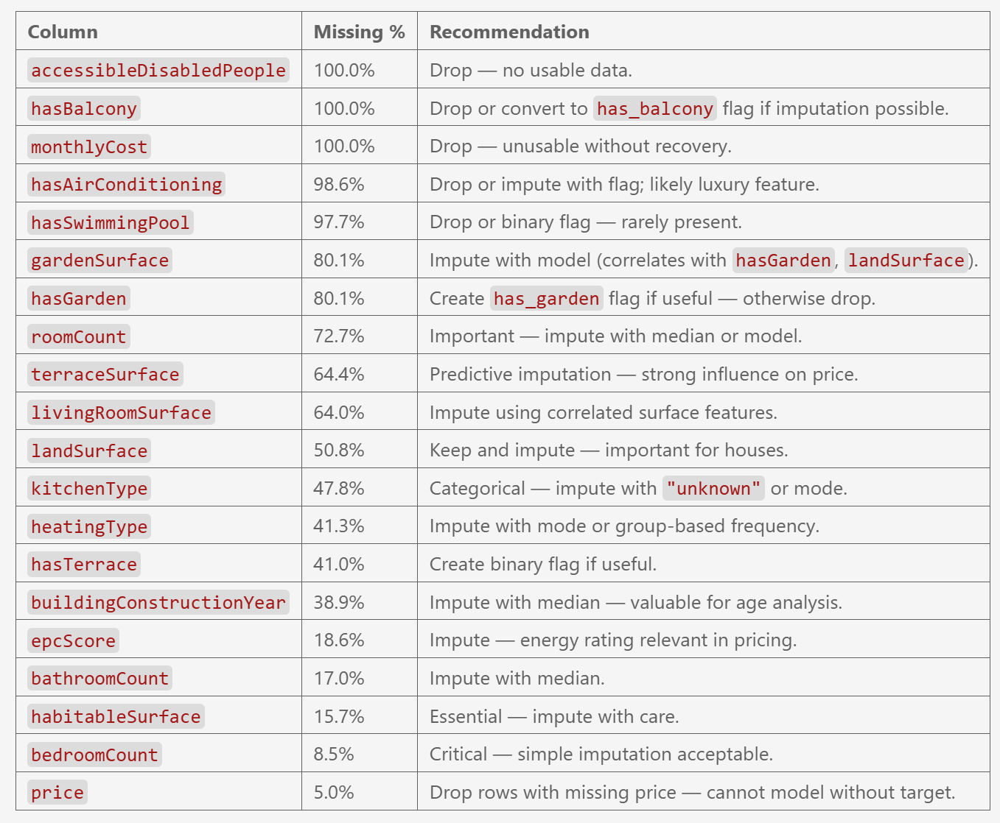 Column Missing % Recommendation
accessibleDisabledPeople 100.0% Drop — no usable data.
hasBalcony 100.0% Drop or convert to has_balcony flag if imputation possible.
monthlyCost 100.0% Drop — unusable without recovery.
hasAirConditioning 98.6% Drop or impute with flag; likely luxury feature.
hasSwimmingPool 97.7% Drop or binary flag — rarely present.
gardenSurface 80.1% Impute with model (correlates with hasGarden, landSurface).
hasGarden 80.1% Create has_garden flag if useful — otherwise drop.
roomCount 72.7% Important — impute with median or model.
terraceSurface 64.4% Predictive imputation — strong influence on price.
livingRoomSurface 64.0% Impute using correlated surface features.
landSurface 50.8% Keep and impute — important for houses.
kitchenType 47.8% Categorical — impute with "unknown" or mode.
heatingType 41.3% Impute with mode or group-based frequency.
hasTerrace 41.0% Create binary flag if useful.
buildingConstructionYear 38.9% Impute with median — valuable for age analysis.
epcScore 18.6% Impute — energy rating relevant in pricing.
bathroomCount 17.0% Impute with median.
habitableSurface 15.7% Essential — impute with care.
bedroomCount 8.5% Critical — simple imputation acceptable.
price 5.0% Drop rows with missing price — cannot model without target.